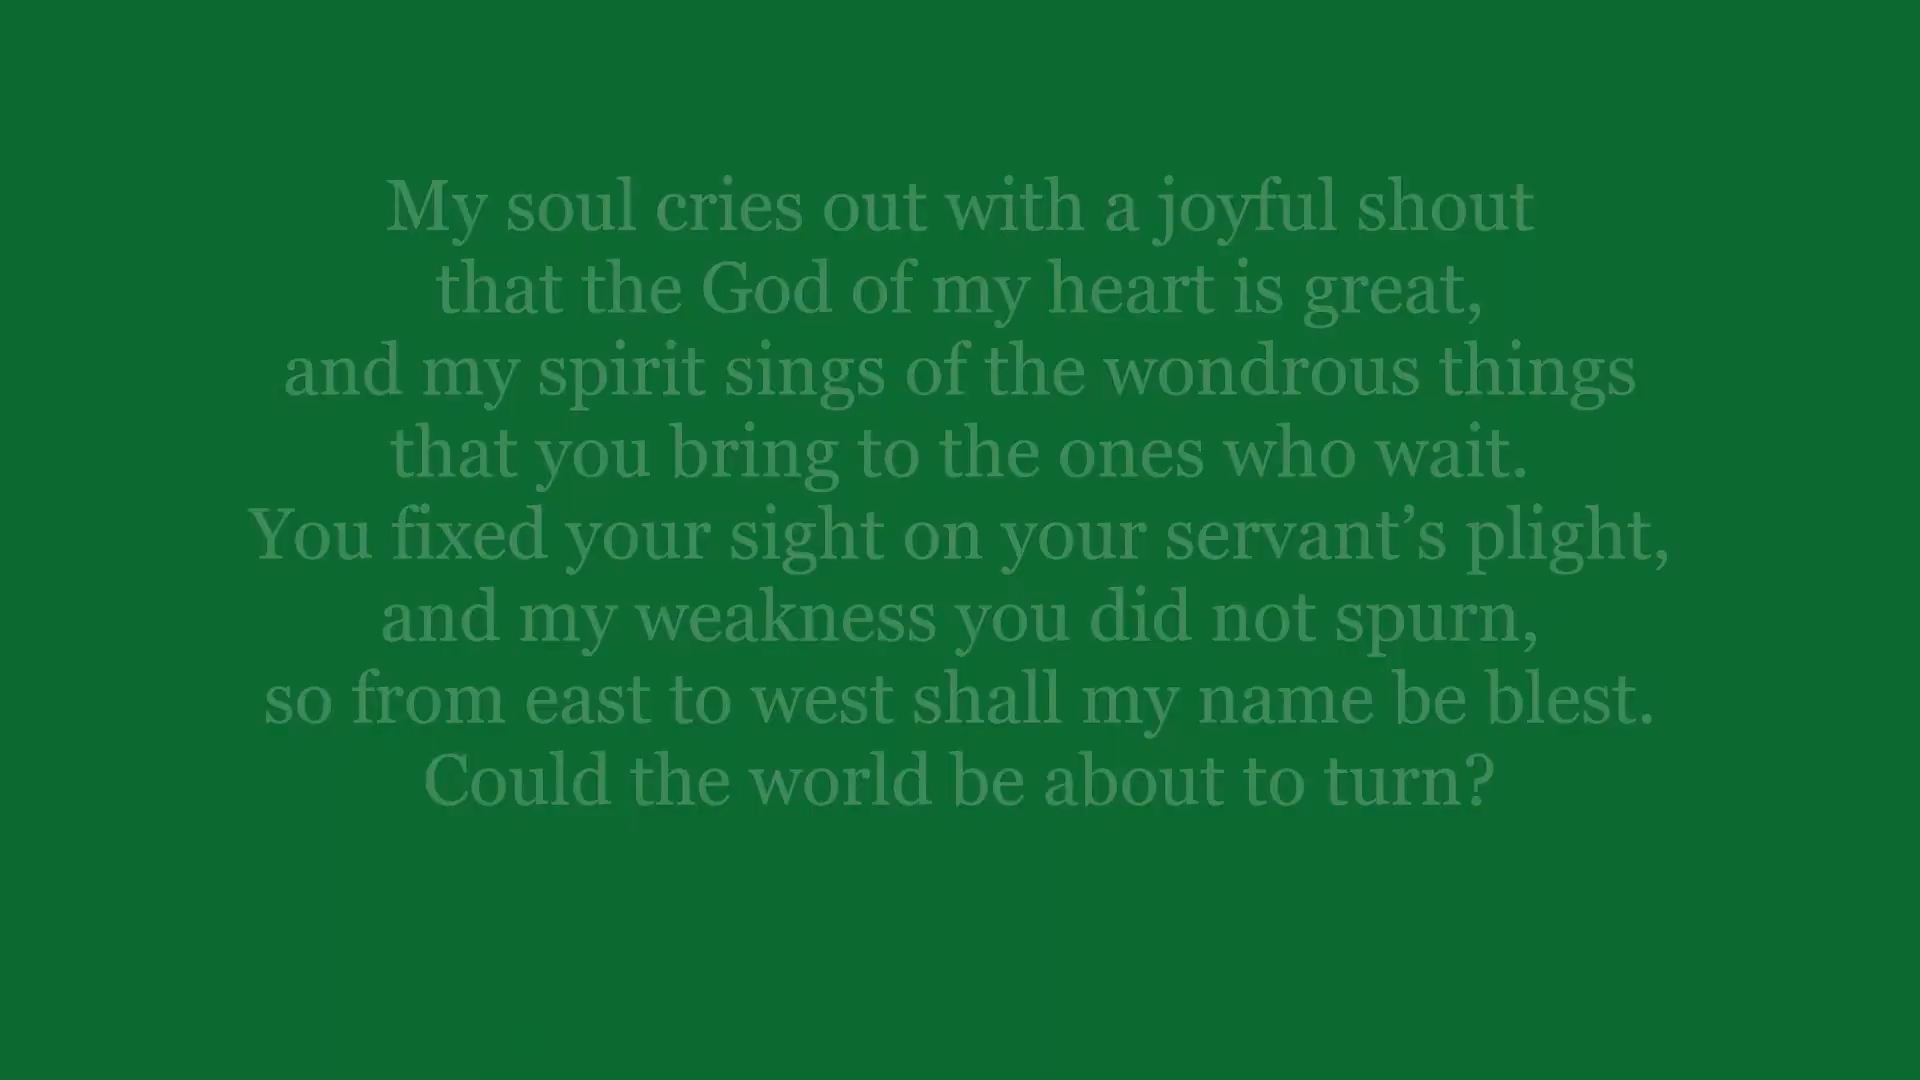 My soul cries out with a joyful shout
that the God of my heart is great,
and my spirit sings of the wondrous things
that you bring to the ones who wait.
You fixed your sight on your servant’s plight,
and my weakness you did not spurn,
so from east to west shall my name be blest.
Could the world be about to turn?